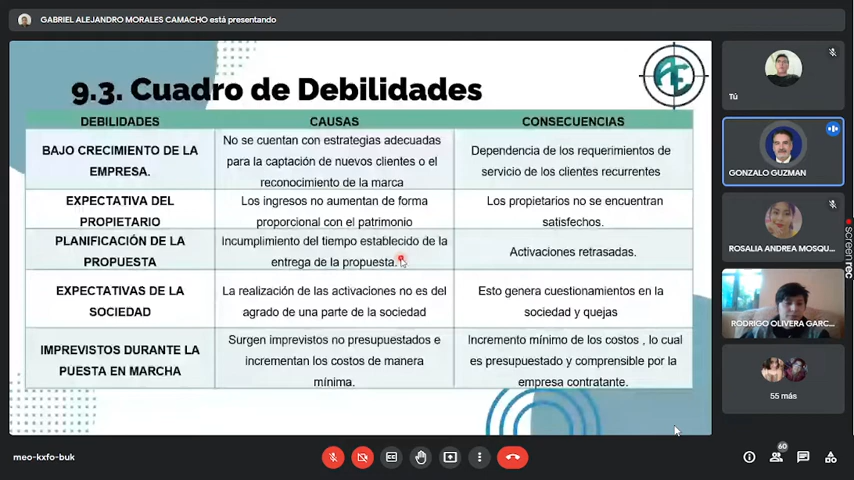 GABRIEL ALEJANDRO MORALES CAMACHO está presentando
9.3. Cuadro de Debilidades
DEBILIDADES
CAUSAS
CONSECUENCIAS
BAJO CRECIMIENTO DE LA
EMPRESA.
No se cuentan con estrategias adecuadas
para la captación de nuevos clientes o el
reconocimiento de la marca
Dependencia de los requerimientos de
servicio de los clientes recurrentes
EXPECTATIVA DEL
PROPIETARIO
Los ingresos no aumentan de forma
proporcional con el patrimonio
Los propietarios no se encuentran
satisfechos.
PLANIFICACIÓN DE LA
PROPUESTA
Incumplimiento del tiempo establecido de la
entrega de la propuesta.
Activaciones retrasadas.
EXPECTATIVAS DE LA
SOCIEDAD
La realización de las activaciones no es del
agrado de una parte de la sociedad
Esto genera cuestionamientos en la
sociedad y quejas
IMPREVISTOS DURANTE LA
PUESTA EN MARCHA
Surgen imprevistos no presupuestados e
incrementan los costos de manera
mínima.
Incremento mínimo de los costos , lo cual
es presupuestado y comprensible por la
empresa contratante.
Tú
GONZALO GUZMAN
ROSALIA ANDREA MOSQU...
RODRIGO OLIVERA GARC...
55 más
screenrec
meo-kxfo-buk
60